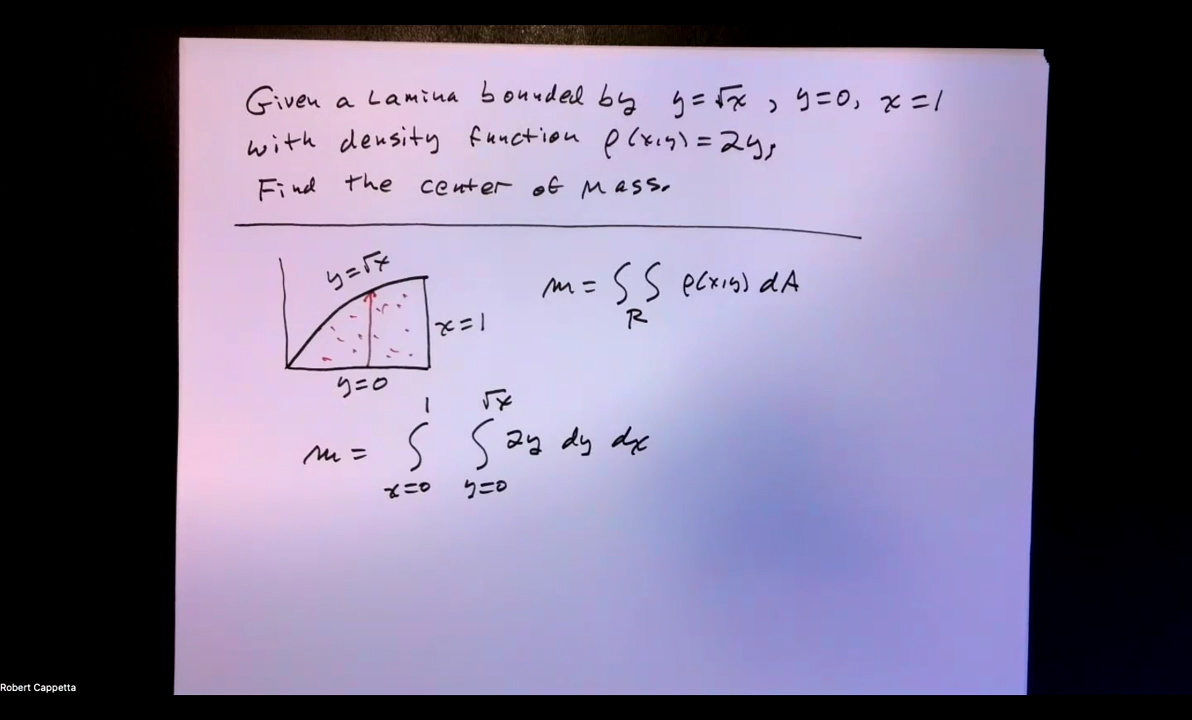 Given a Lamina bounded by y=√x, y=0, x=1
with density function ρ(x,y)=2y,
Find the center of Mass.
y=√x
m= ∫∫ ρ(x,y) dA
R
x=1
y=0
1 √x
m= ∫ ∫ 2y dy dx
x=0 y=0
Robert Cappetta